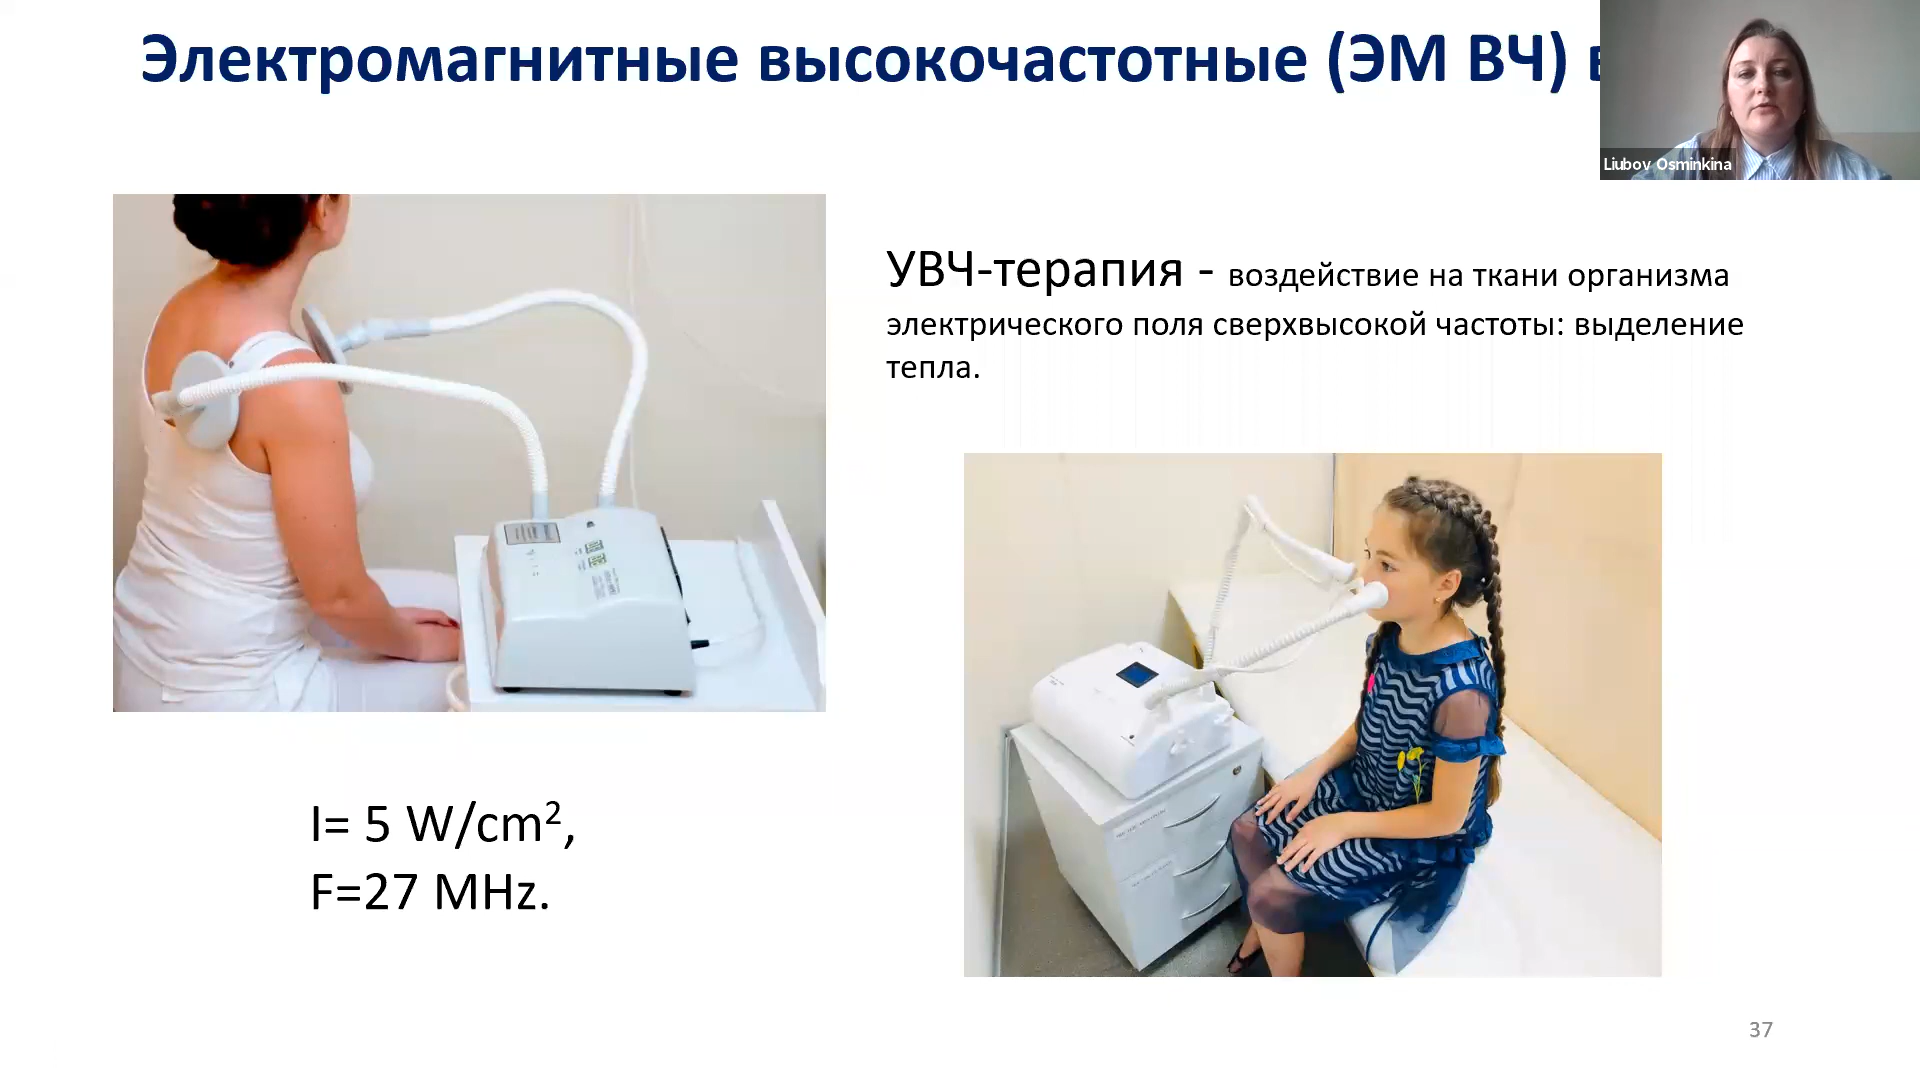 Электромагнитные высокочастотные (ЭМ ВЧ)
Liubov Osminkina
УВЧ-терапия - воздействие на ткани организма
электрического поля сверхвысокой частоты: выделение
тепла.
I= 5 W/cm²,
F=27 MHz.
37